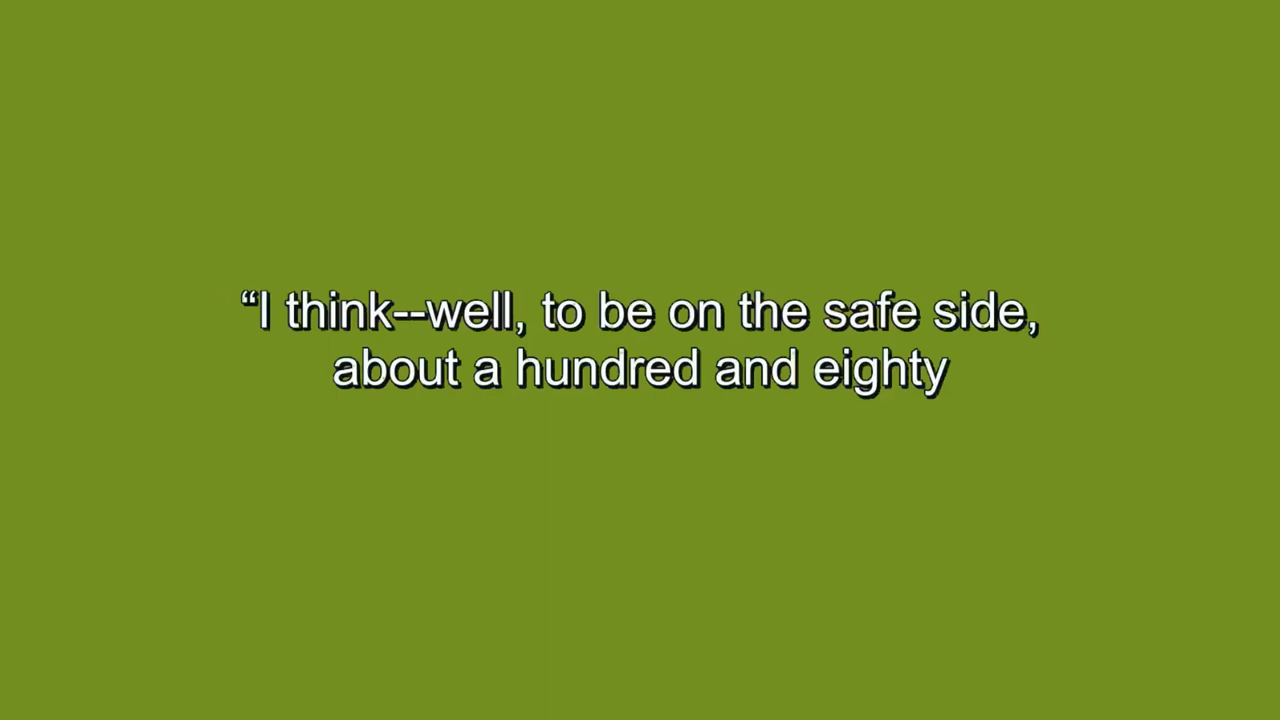 “I think--well, to be on the safe side,
about a hundred and eighty